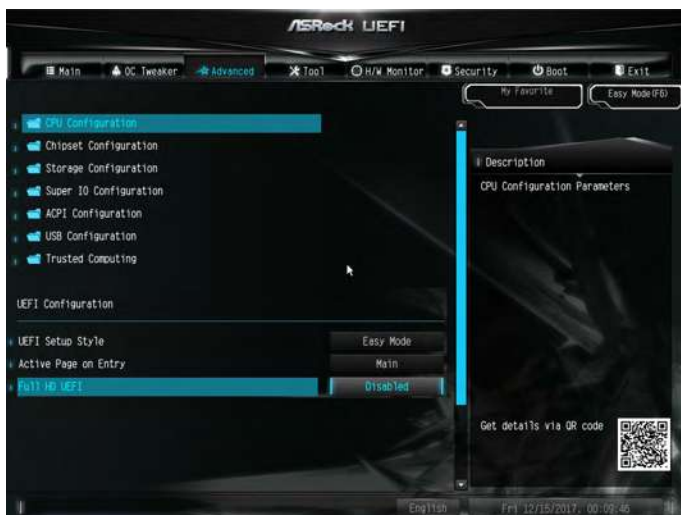 ASRock UEFI
Main OC Tweaker Advanced Tool H/W Monitor Security Boot Exit
My Favorite Easy Mode(F6)
CPU Configuration
Chipset Configuration
Storage Configuration
Super IO Configuration
ACPI Configuration
USB Configuration
Trusted Computing
UEFI Configuration
UEFI Setup Style Easy Mode
Active Page on Entry Main
Full HD UEFI Disabled
Description
CPU Configuration Parameters
Get details via QR code
English Fri 12/15/2017, 00:09:46